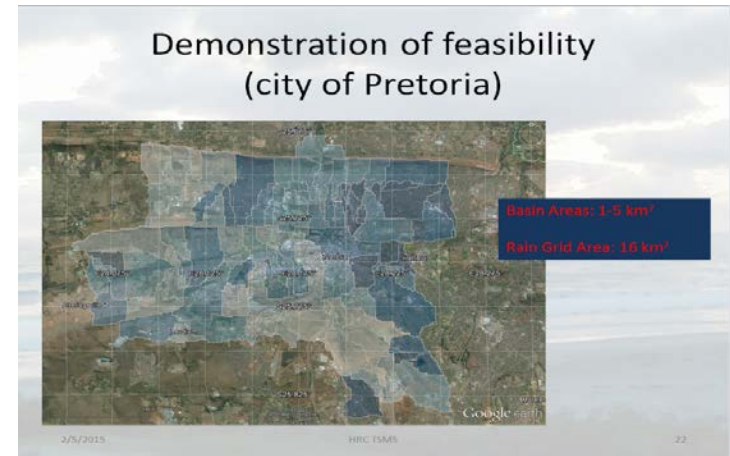 Demonstration of feasibility
(city of Pretoria)
Basin Areas: 1-5 km²
Rain Grid Area: 16 km²
Google earth
2/5/2015
HRC TSMS
22